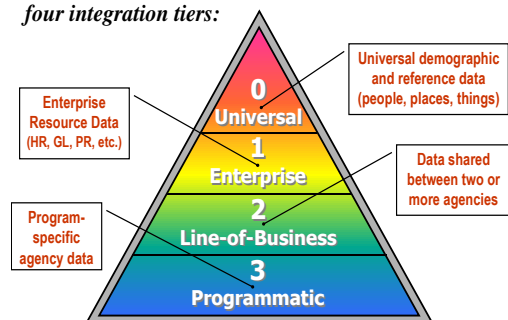 four integration tiers:
0
Universal
Universal demographic
and reference data
(people, places, things)
Enterprise
Resource Data
(HR, GL, PR, etc.)
1
Enterprise
Data shared
between two or
more agencies
2
Line-of-Business
Program-
specific
agency data
3
Programmatic